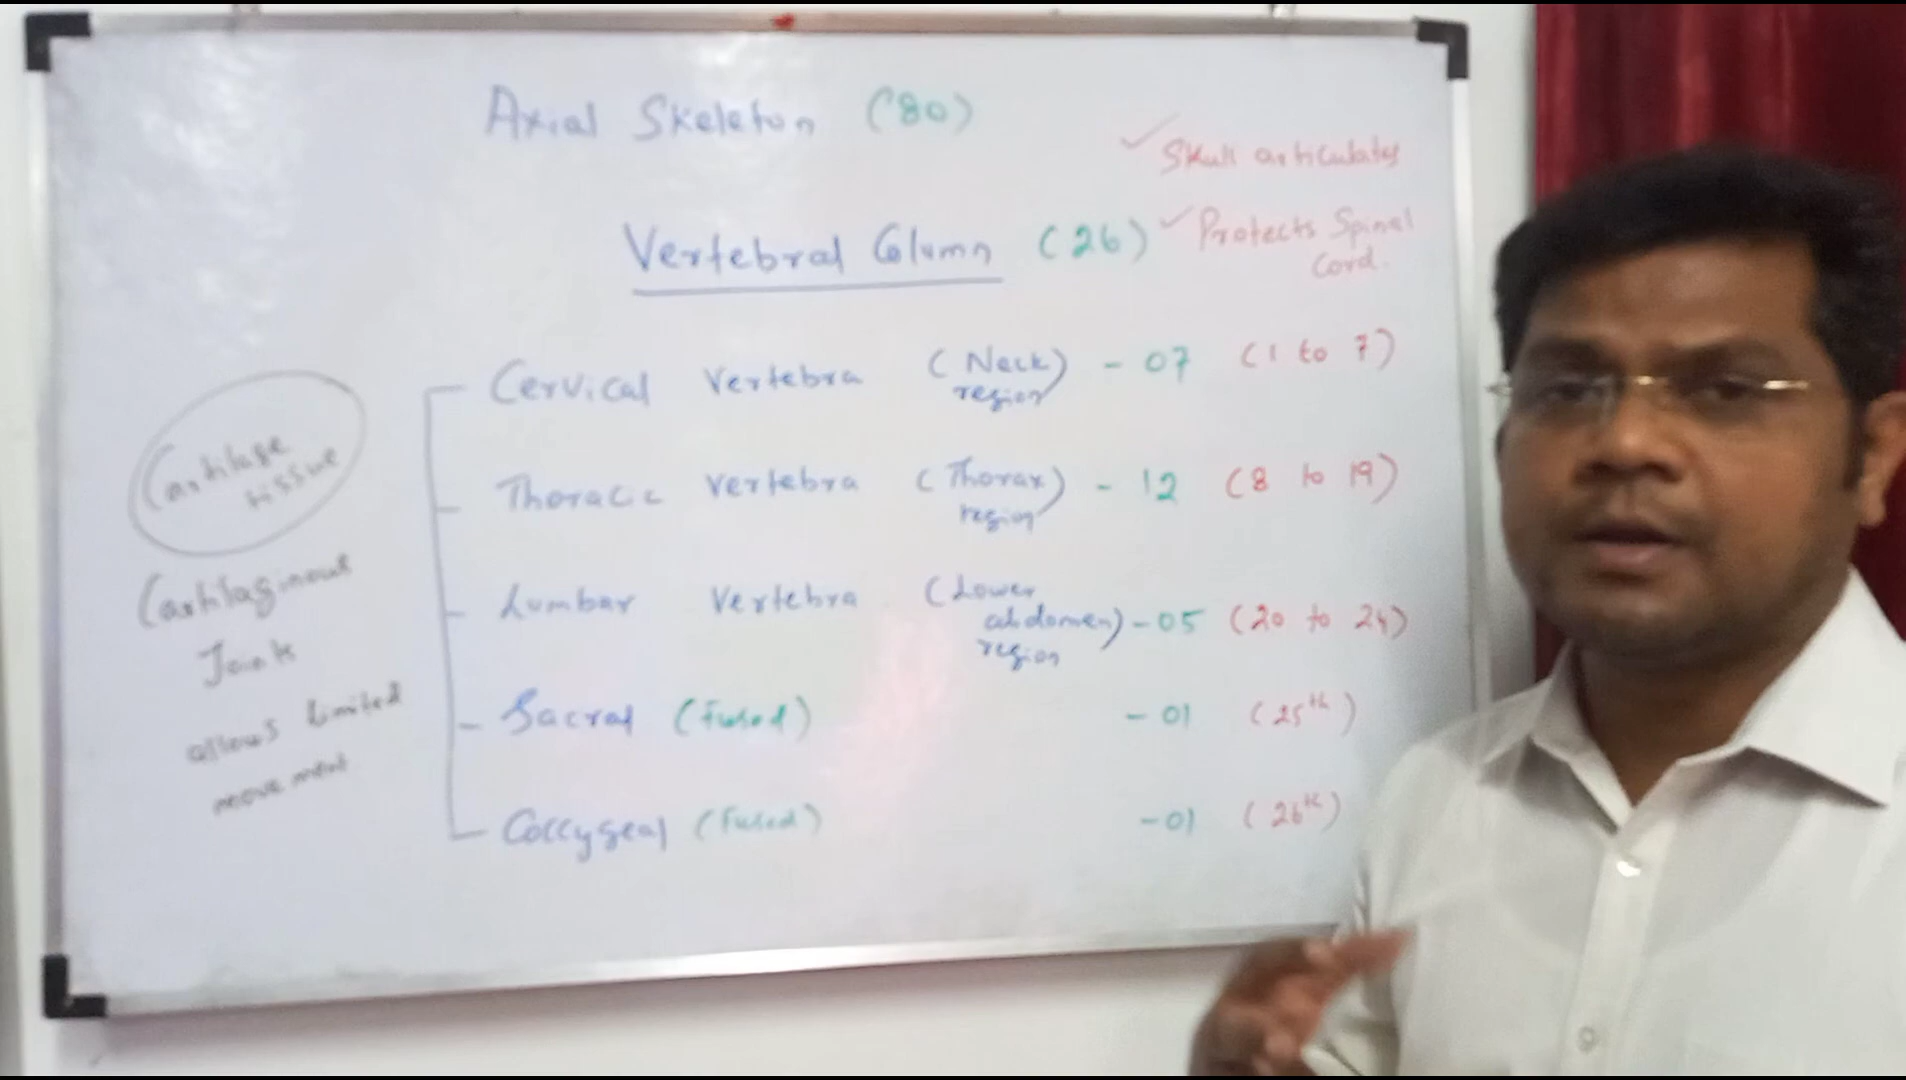 Axial Skeleton (80)
✓ Skull articulates
Vertebral Column (26)
✓ Protects Spinal
Cord.
Cervical Vertebra (Neck region) - 07 (1 to 7)
Thoracic Vertebra (Thorax region) - 12 (8 to 19)
Lumbar Vertebra (Lower abdomen region) - 05 (20 to 24)
Sacral (Fused) - 01 (25th)
Coccygeal (Fused) - 01 (26th)
Cartilage
tissue
Cartilaginous
Joints
allows limited
movement